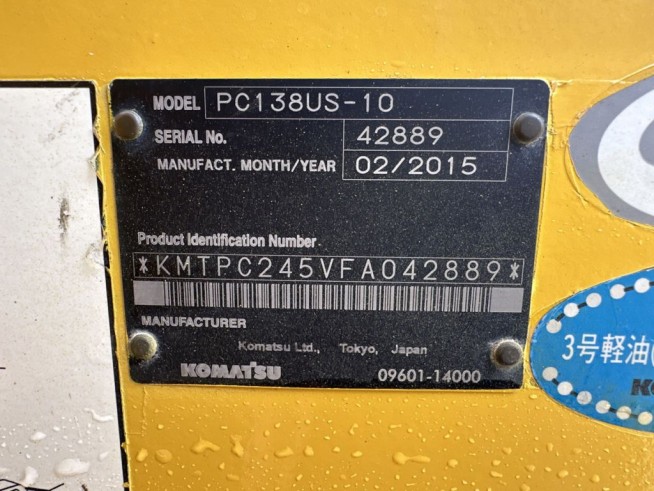 MODEL PC138US-10
SERIAL No. 42889
MANUFACT. MONTH/YEAR 02/2015
Product Identification Number
*KMTPC245VFA042889*
MANUFACTURER
Komatsu Ltd., Tokyo, Japan
KOMATSU 09601-14000
3号軽油